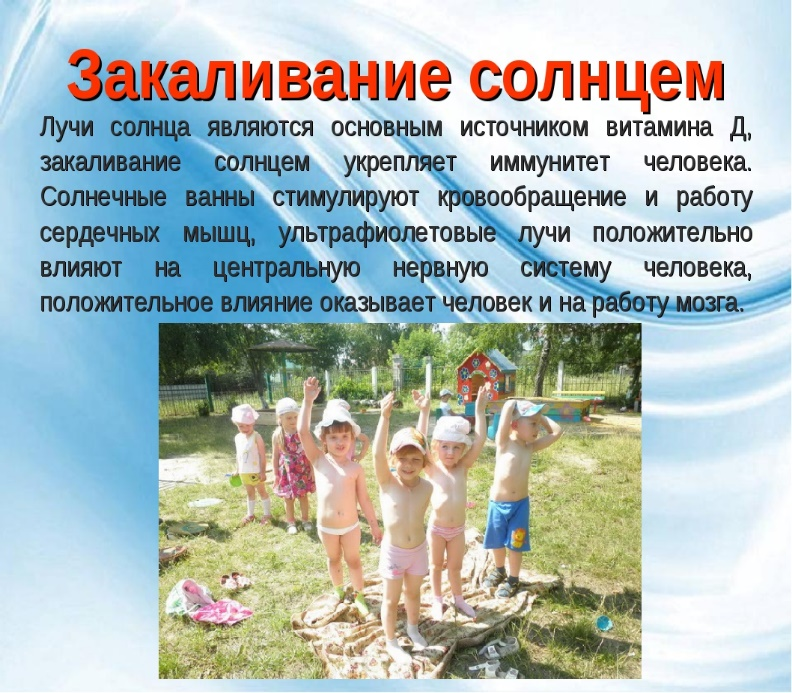 Закаливание солнцем
Лучи солнца являются основным источником витамина Д,
закаливание солнцем укрепляет иммунитет человека.
Солнечные ванны стимулируют кровообращение и работу
сердечных мышц, ультрафиолетовые лучи положительно
влияют на центральную нервную систему человека,
положительное влияние оказывает человек и на работу мозга.